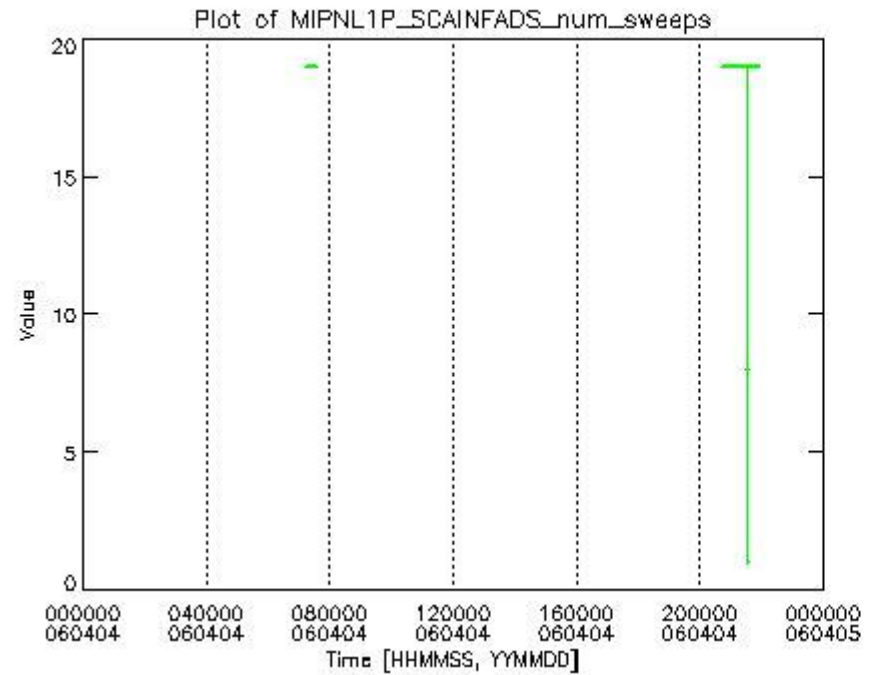 Plot of MIPNL1P_SCAINFADS_num_sweeps
20
15
10
5
0
Value
000000 040000 080000 120000 160000 200000 000000
060404 060404 060404 060404 060404 060404 060405
Time [HHMMSS, YYMMDD]